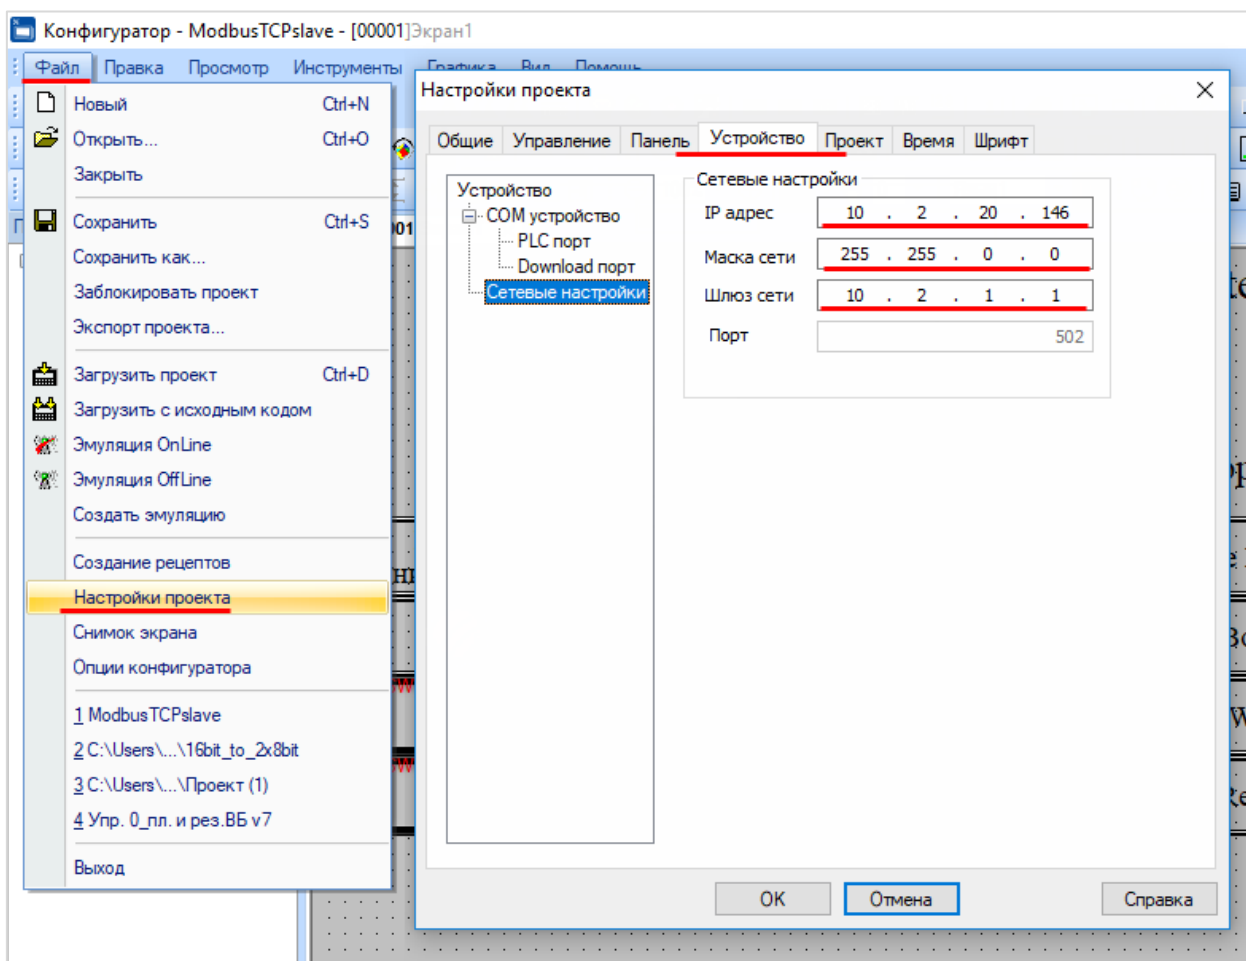 Конфигуратор - ModbusTCPslave - [00001]Экран1
Файл Правка Просмотр Инструменты Графика Вид Помощь
Новый Ctrl+N
Открыть... Ctrl+O
Закрыть
Сохранить Ctrl+S
Сохранить как...
Заблокировать проект
Экспорт проекта...
Загрузить проект Ctrl+D
Загрузить с исходным кодом
Эмуляция OnLine
Эмуляция OffLine
Создать эмуляцию
Создание рецептов
Настройки проекта
Снимок экрана
Опции конфигуратора
1 ModbusTCPslave
2 C:\Users\...\16bit_to_2x8bit
3 C:\Users\...\Проект (1)
4 Упр. 0_пл. и рез.ВБ v7
Выход
Настройки проекта
Общие Управление Панель Устройство Проект Время Шрифт
Устройство
COM устройство
PLC порт
Download порт
Сетевые настройки
Сетевые настройки
IP адрес 10 . 2 . 20 . 146
Маска сети 255 . 255 . 0 . 0
Шлюз сети 10 . 2 . 1 . 1
Порт 502
OK Отмена Справка